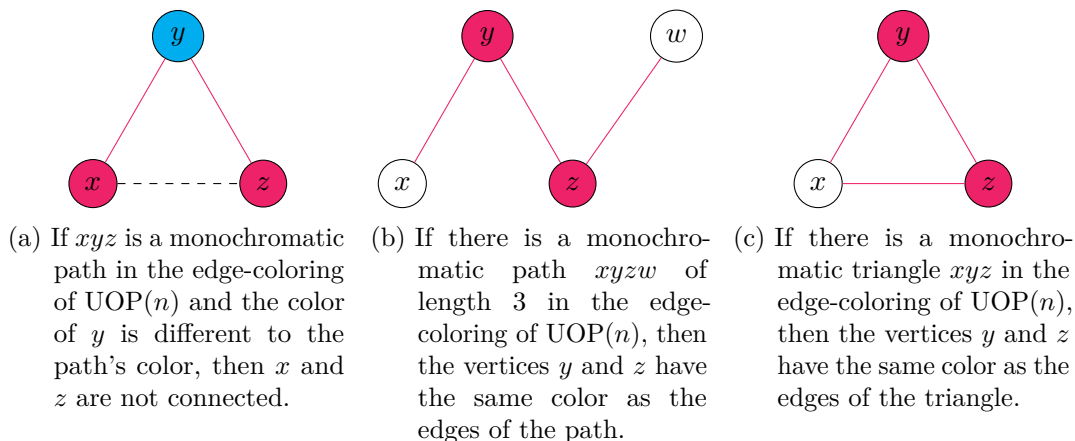 y
x
z
(a) If xyz is a monochromatic
path in the edge-coloring
of UOP(n) and the color
of y is different to the
path's color, then x and
z are not connected.
y
w
x
z
(b) If there is a monochro-
matic path xyzw of
length 3 in the edge-
coloring of UOP(n), then
the vertices y and z have
the same color as the
edges of the path.
y
x
z
(c) If there is a monochro-
matic triangle xyz in the
edge-coloring of UOP(n),
then the vertices y and z
have the same color as the
edges of the triangle.